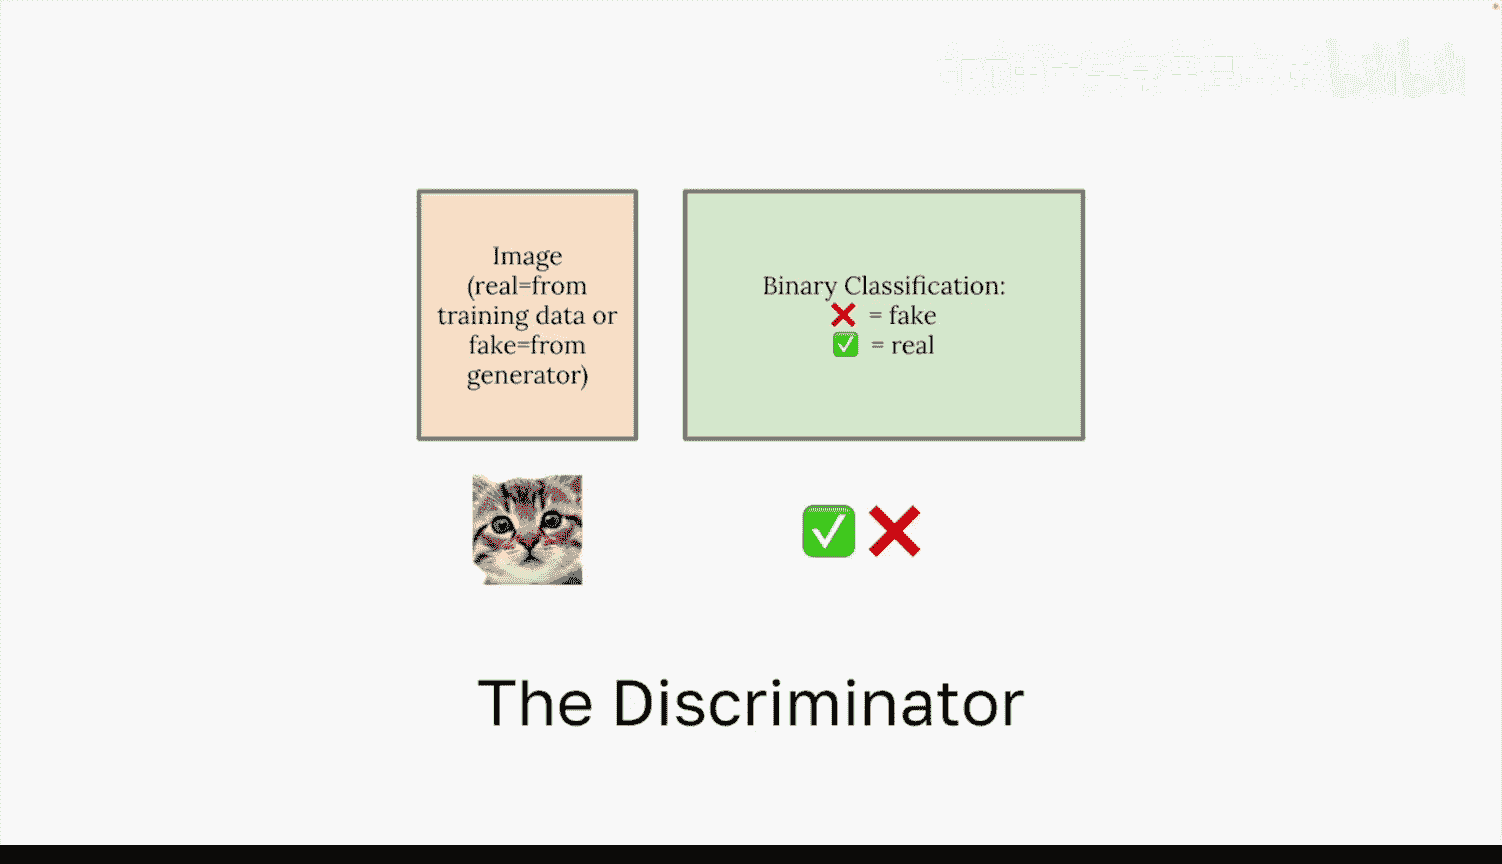 Image
(real=from
training data or
fake=from
generator)
Binary Classification:
❌ = fake
✅ = real
✅❌
The Discriminator